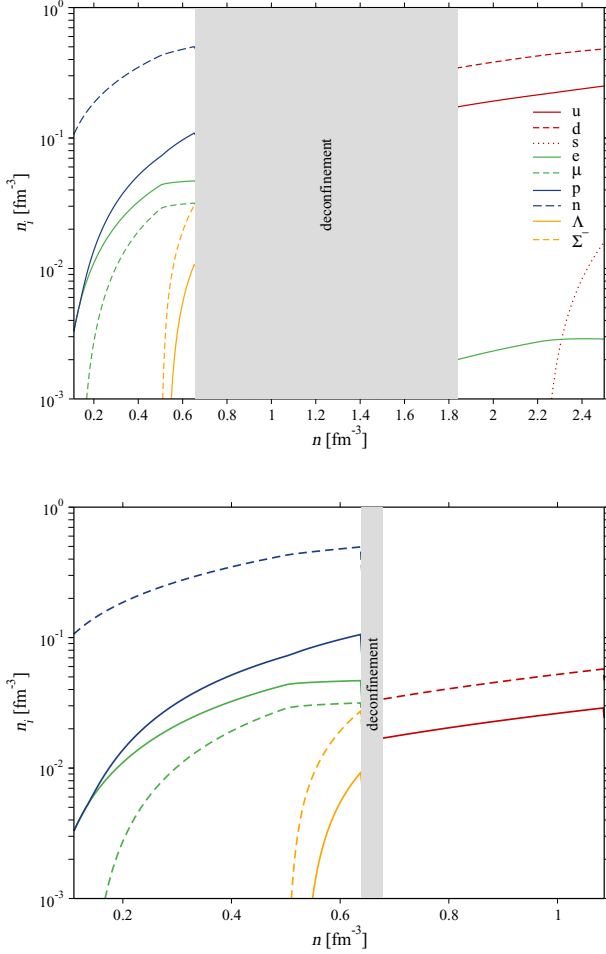 10^0
10^-1
10^-2
10^-3
n_i [fm^-3]
deconfinement
u
d
s
e
μ
p
n
Λ
Σ^-
0.2 0.4 0.6 0.8 1 1.2 1.4 1.6 1.8 2 2.2 2.4
n [fm^-3]
10^0
10^-1
10^-2
10^-3
n_i [fm^-3]
deconfinement
0.2 0.4 0.6 0.8 1
n [fm^-3]